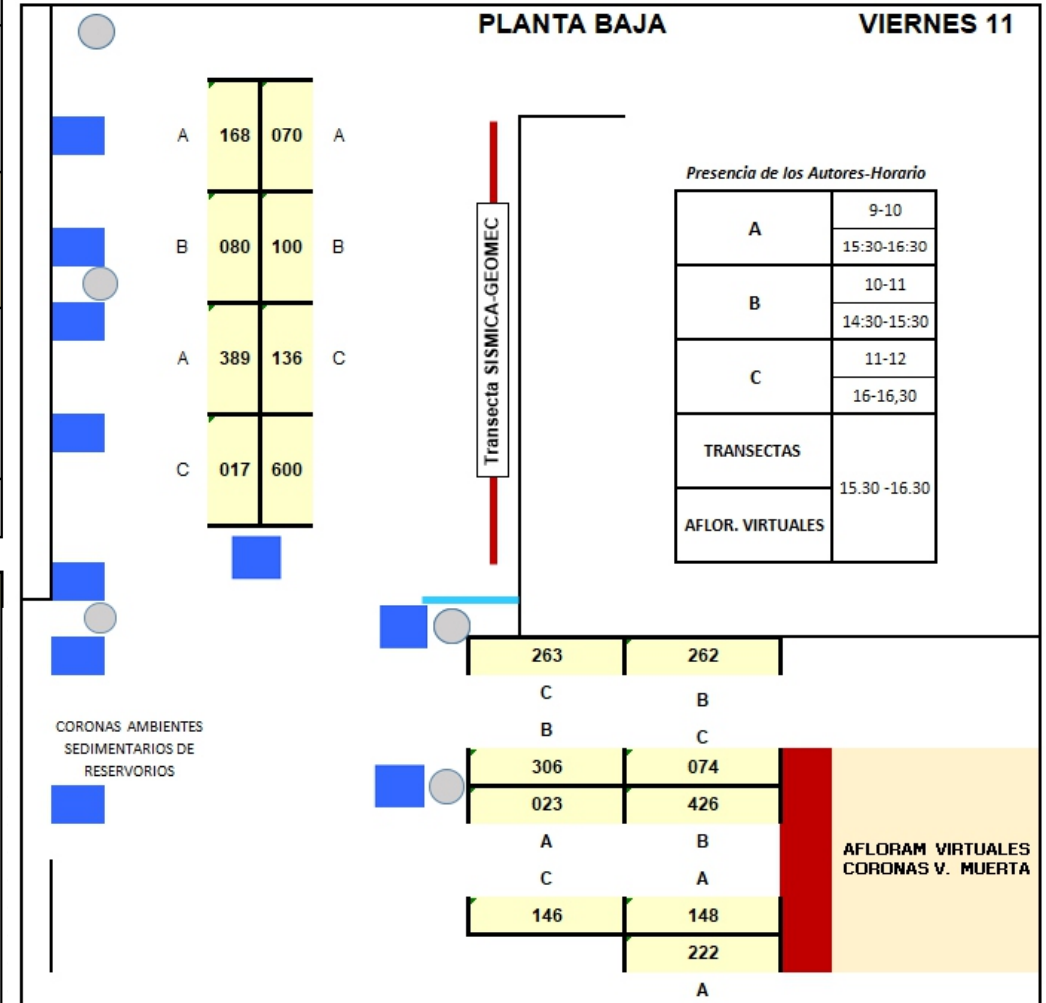 PLANTA BAJA VIERNES 11
A 168 070 A
B 080 100 B
A 389 136 C
C 017 600
Transecta SISMICA-GEOMEC
Presencia de los Autores-Horario
A 9-10
15:30-16:30
B 10-11
14:30-15:30
C 11-12
16-16,30
TRANSECTAS
15.30 -16.30
AFLOR. VIRTUALES
263 262
C B
B C
306 074
023 426
A B
C A
146 148
222
A
CORONAS AMBIENTES
SEDIMENTARIOS DE
RESERVORIOS
AFLORAM VIRTUALES
CORONAS V. MUERTA